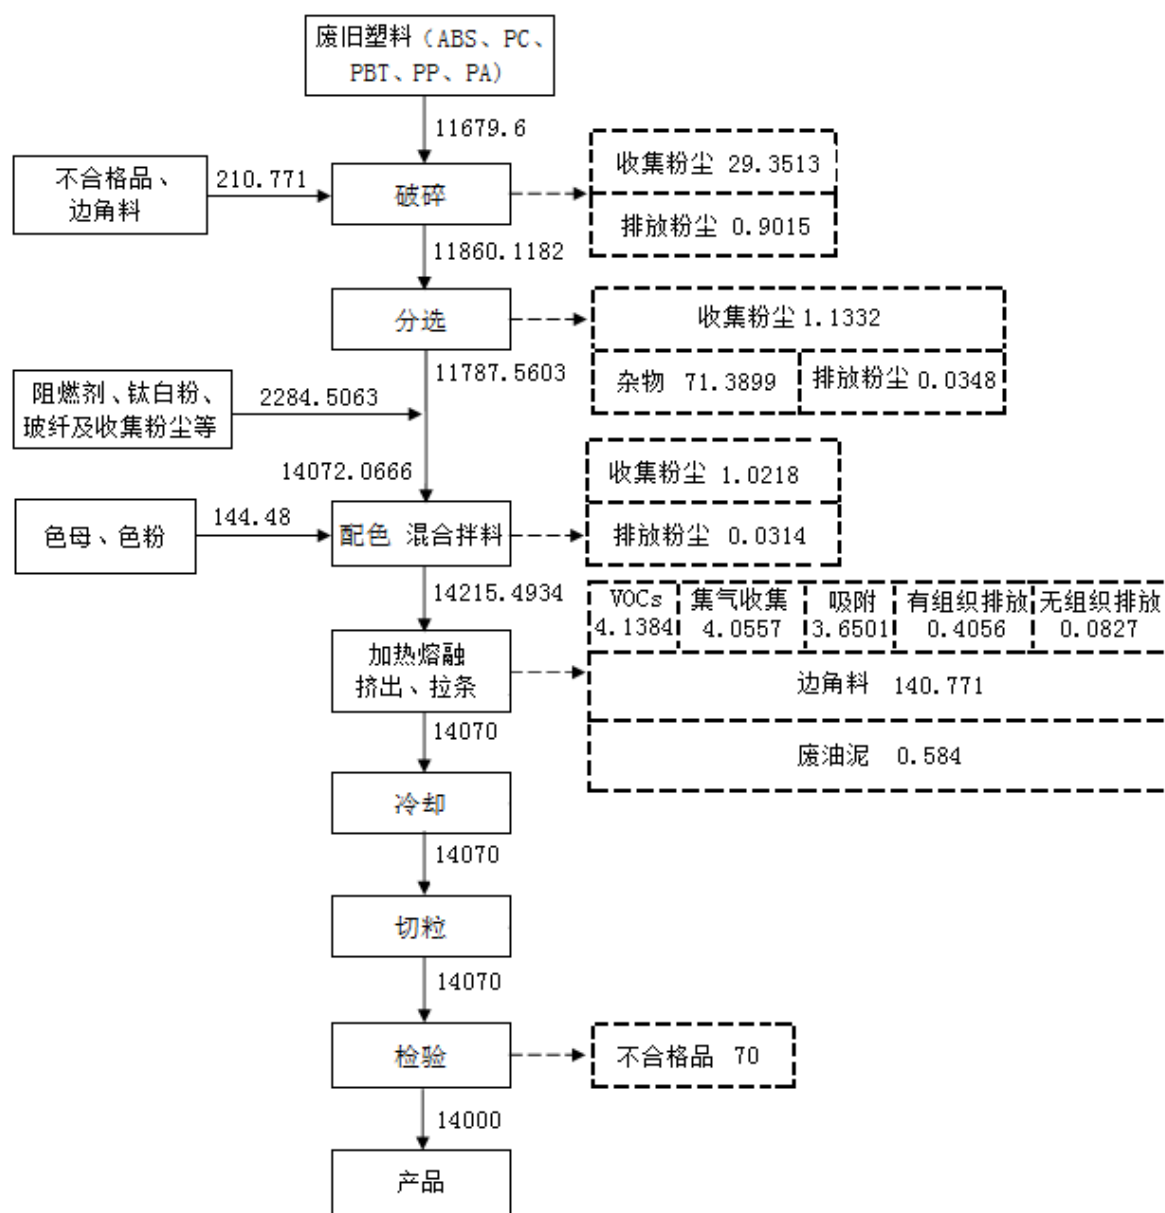 废旧塑料（ABS、PC、
PBT、PP、PA）
11679.6
不合格品、
边角料
210.771
破碎
收集粉尘 29.3513
排放粉尘 0.9015
11860.1182
分选
收集粉尘 1.1332
杂物 71.3899
排放粉尘 0.0348
11787.5603
阻燃剂、钛白粉、
玻纤及收集粉尘等
2284.5063
14072.0666
收集粉尘 1.0218
排放粉尘 0.0314
色母、色粉
144.48
配色 混合拌料
14215.4934
VOCs
4.1384
集气收集
4.0557
吸附
3.6501
有组织排放
0.4056
无组织排放
0.0827
加热熔融
挤出、拉条
边角料 140.771
废油泥 0.584
14070
冷却
14070
切粒
14070
检验
不合格品 70
14000
产品